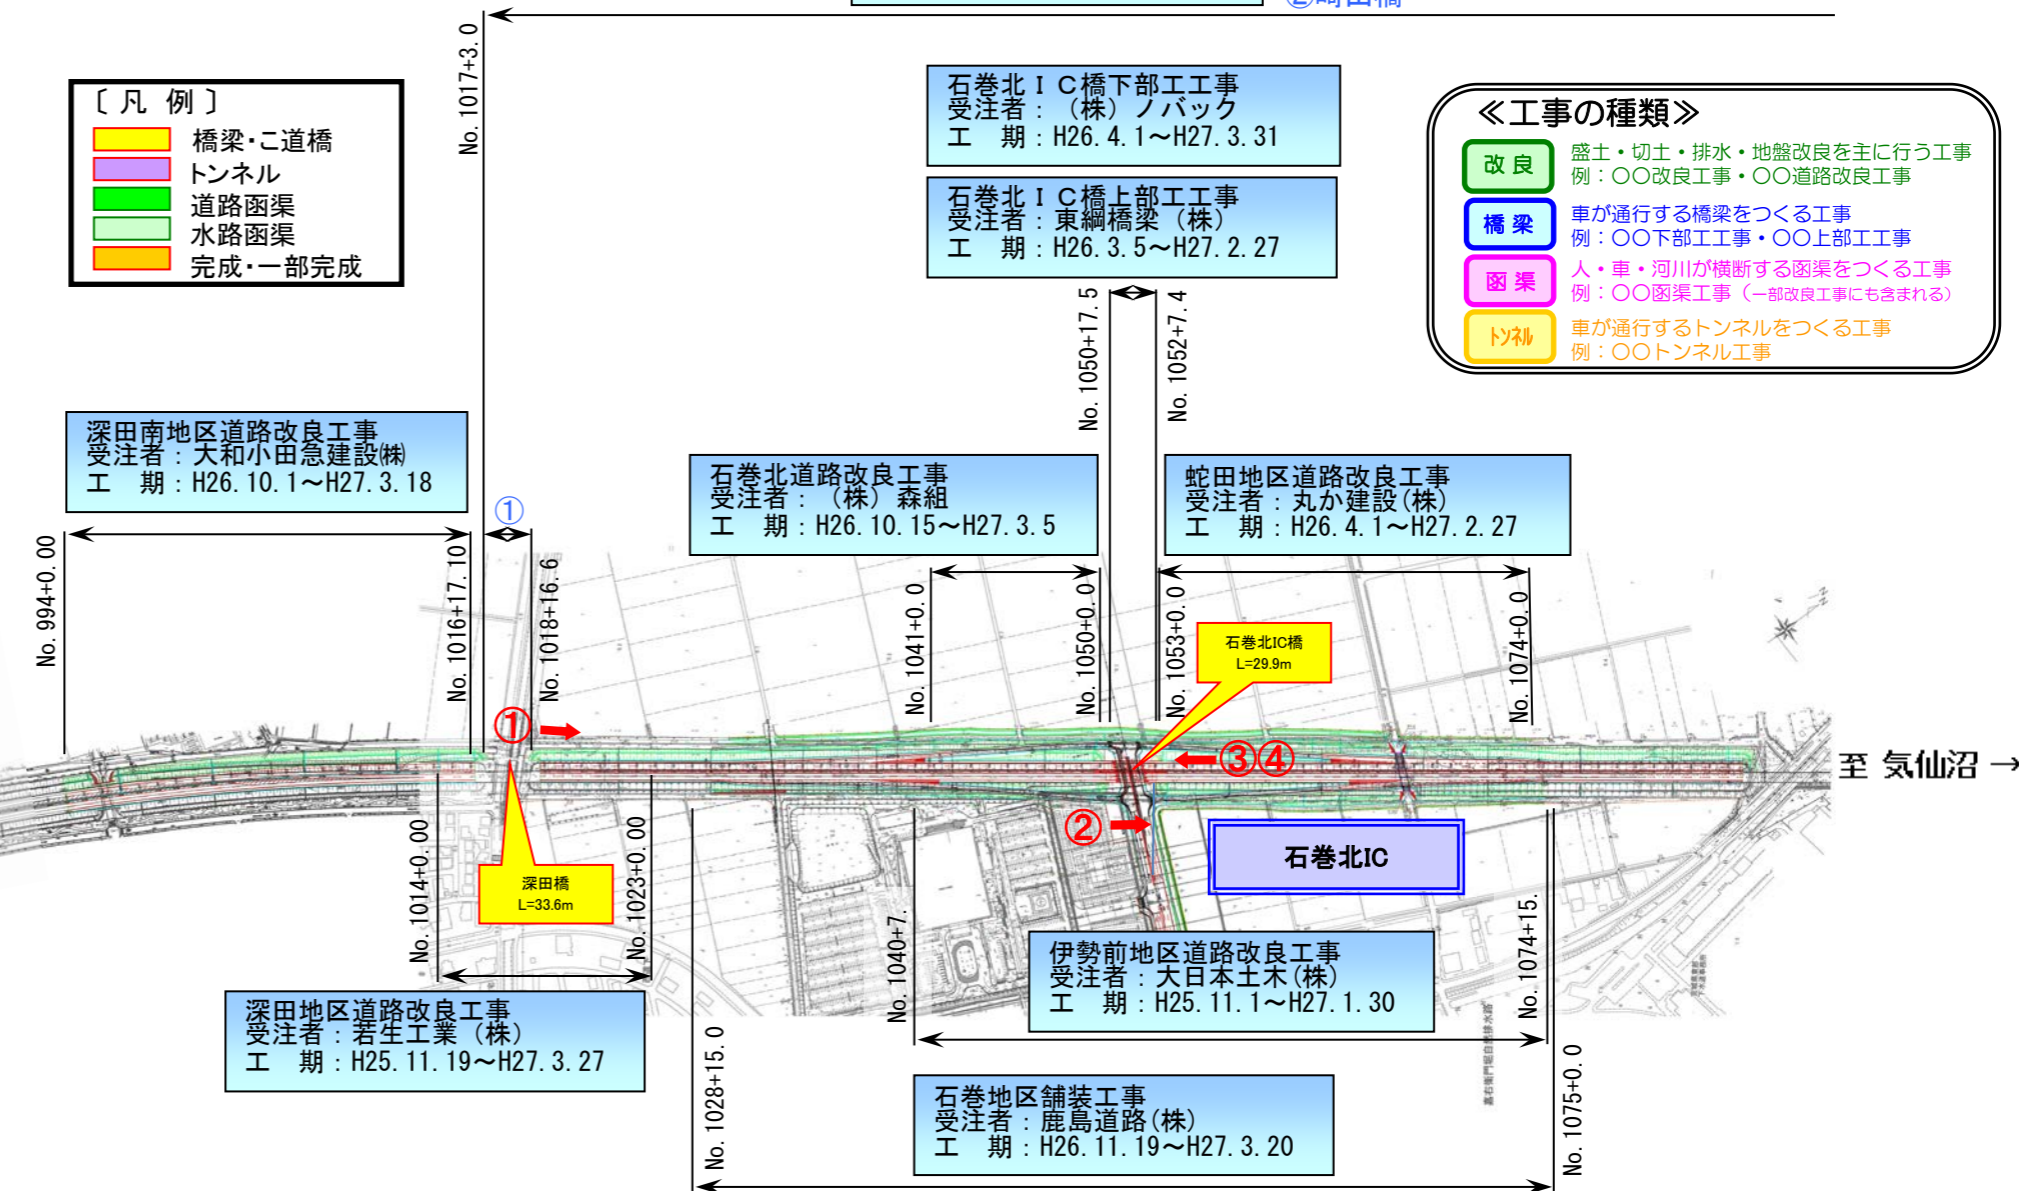 ②
No. 1017+3. 0
〔 凡 例 〕
橋梁・こ道橋
トンネル
道路函渠
水路函渠
完成・一部完成
石巻北ＩＣ橋下部工工事
受注者：（株）ノバック
工 期：H26. 4. 1～H27. 3. 31
石巻北ＩＣ橋上部工工事
受注者：東綱橋梁（株）
工 期：H26. 3. 5～H27. 2. 27
≪工事の種類≫
改 良
盛土・切土・排水・地盤改良を主に行う工事
例：〇〇改良工事・〇〇道路改良工事
橋 梁
車が通行する橋梁をつくる工事
例：〇〇下部工工事・〇〇上部工工事
函 渠
人・車・河川が横断する函渠をつくる工事
例：〇〇函渠工事（一部改良工事にも含まれる）
ﾄﾝﾈﾙ
車が通行するトンネルをつくる工事
例：〇〇トンネル工事
No. 1050+17. 5
No. 1052+7. 4
深田南地区道路改良工事
受注者：大和小田急建設㈱
工 期：H26. 10. 1～H27. 3. 18
①
石巻北道路改良工事
受注者：（株）森組
工 期：H26. 10. 15～H27. 3. 5
蛇田地区道路改良工事
受注者：丸か建設(株)
工 期：H26. 4. 1～H27. 2. 27
No. 994+0. 00
No. 1016+17. 10
No. 1018+16. 6
No. 1041+0. 0
No. 1050+0. 0
No. 1053+0. 0
No. 1074+0. 0
石巻北IC橋
L=29.9m
①
③④
至 気仙沼 →
②
石巻北IC
深田橋
L=33.6m
No. 1014+0. 00
No. 1023+0. 00
No. 1040+7.
No. 1074+15.
伊勢前地区道路改良工事
受注者：大日本土木(株)
工 期：H25. 11. 1～H27. 1. 30
深田地区道路改良工事
受注者：若生工業（株）
工 期：H25. 11. 19～H27. 3. 27
No. 1028+15. 0
No. 1075+0. 0
石巻地区舗装工事
受注者：鹿島道路(株)
工 期：H26. 11. 19～H27. 3. 20